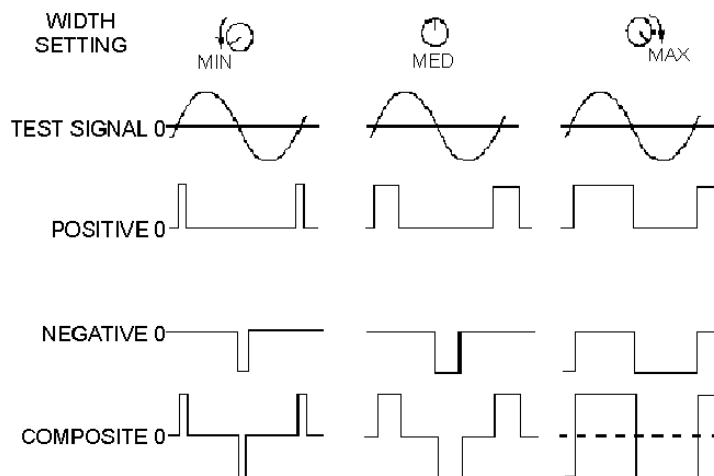 WIDTH
SETTING
MIN
MED
MAX
TEST SIGNAL 0
POSITIVE 0
NEGATIVE 0
COMPOSITE 0